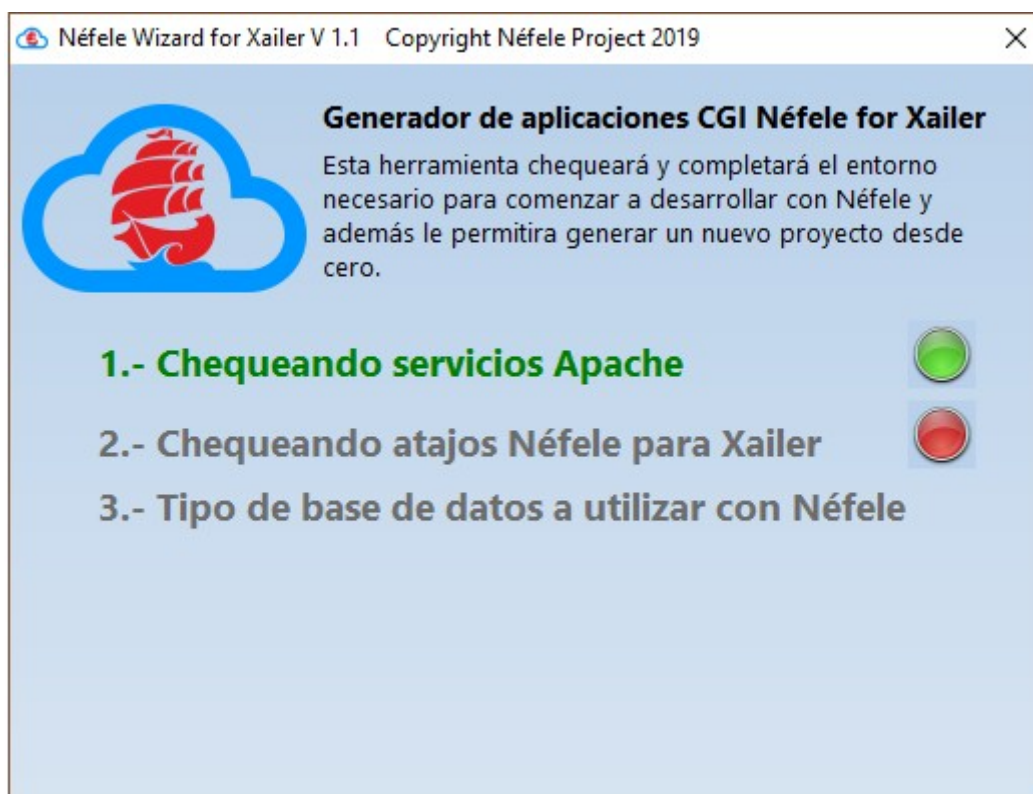 Néfele Wizard for Xailer V 1.1    Copyright Néfele Project 2019
Generador de aplicaciones CGI Néfele for Xailer
Esta herramienta chequeará y completará el entorno
necesario para comenzar a desarrollar con Néfele y
además le permitira generar un nuevo proyecto desde
cero.
1.- Chequeando servicios Apache
2.- Chequeando atajos Néfele para Xailer
3.- Tipo de base de datos a utilizar con Néfele